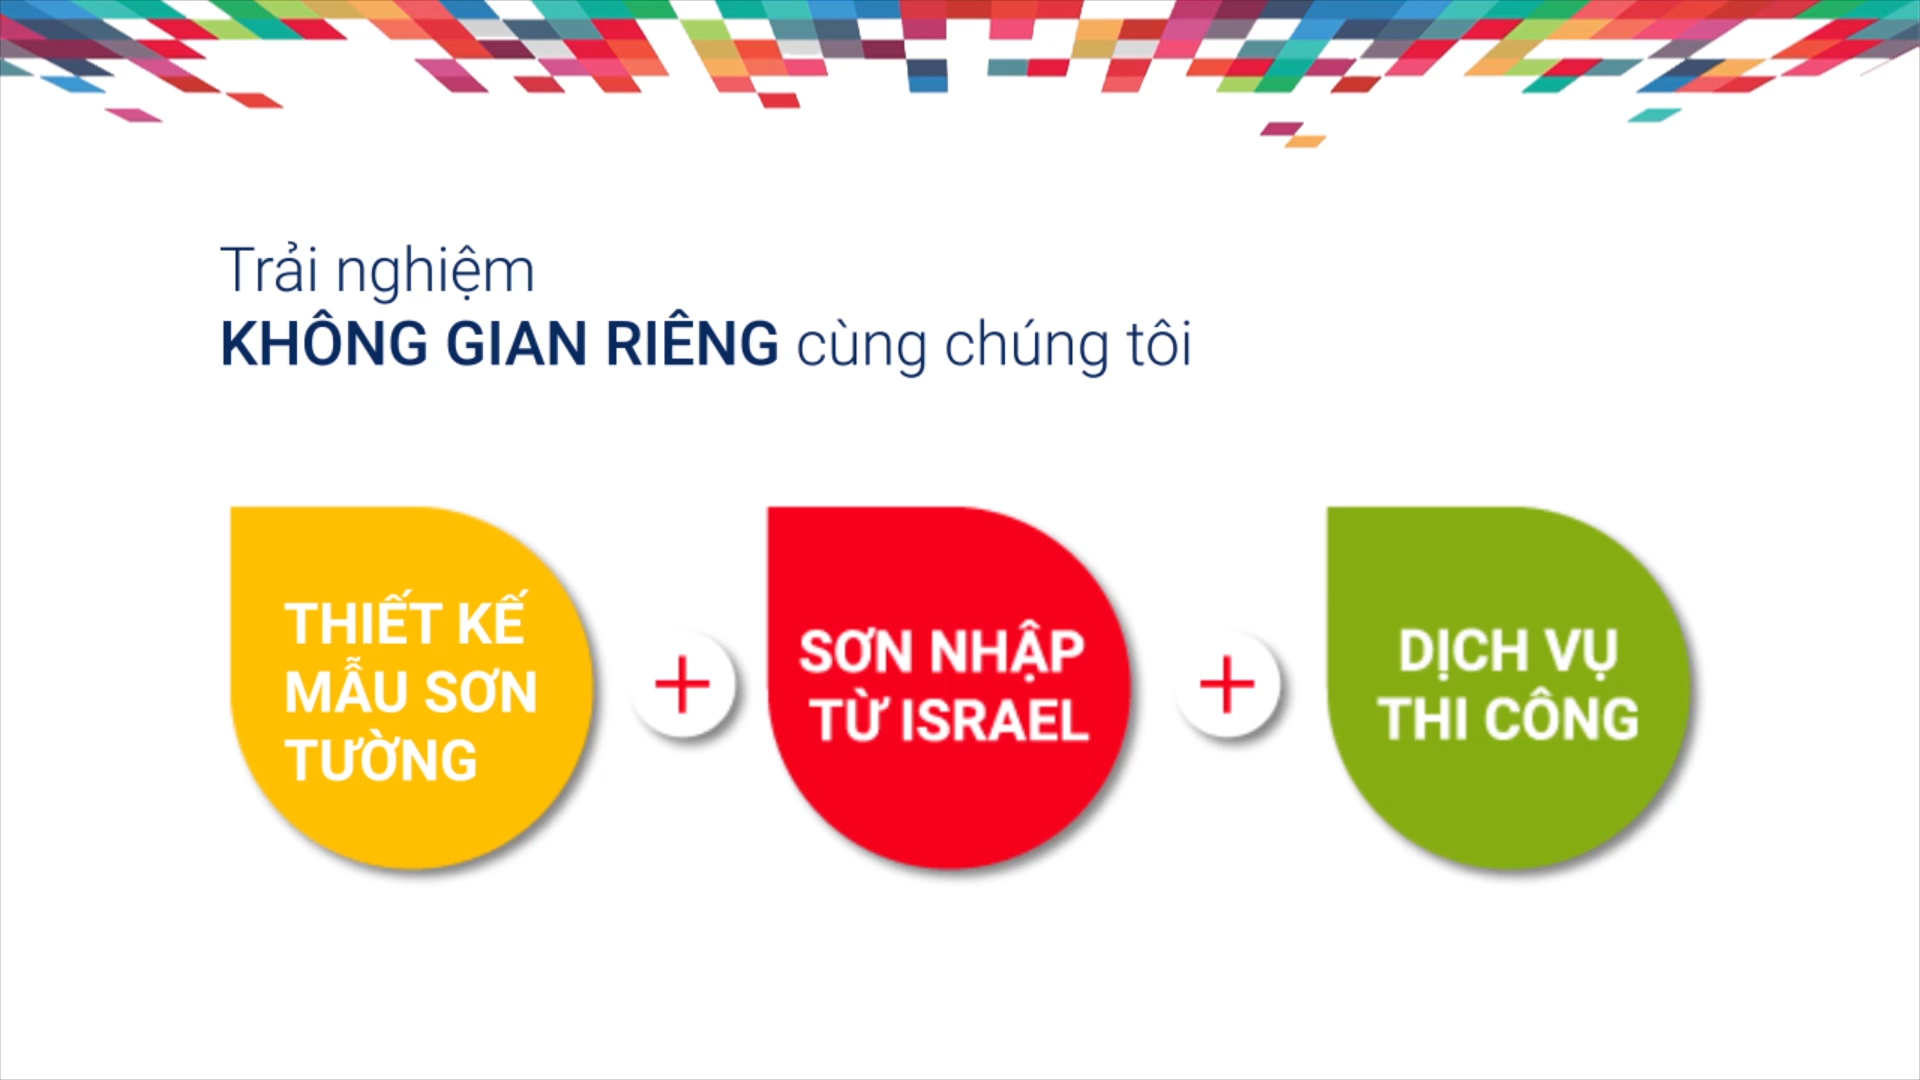 Trải nghiệm
KHÔNG GIAN RIÊNG cùng chúng tôi
THIẾT KẾ
MẪU SƠN
TƯỜNG
+
SƠN NHẬP
TỪ ISRAEL
+
DỊCH VỤ
THI CÔNG